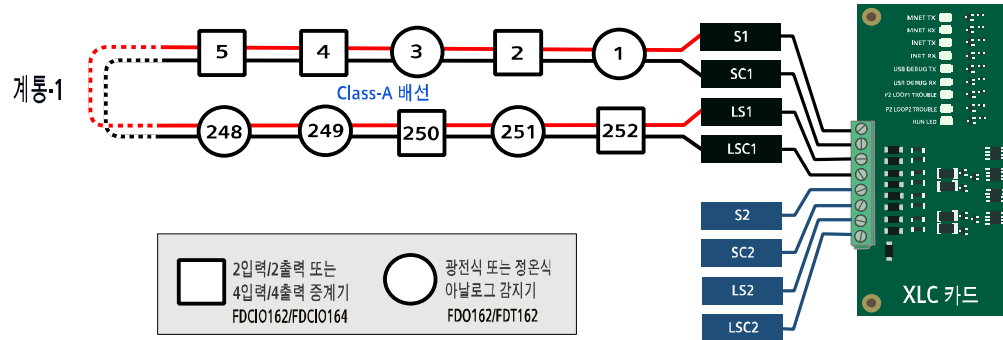 계통-1
5
4
3
2
1
Class-A 배선
248
249
250
251
252
S1
SC1
LS1
LSC1
S2
SC2
LS2
LSC2
2입력/2출력 또는
4입력/4출력 중계기
FDCIO162/FDCIO164
광전식 또는 정온식
아날로그 감지기
FDO162/FDT162
IMNET TX
IMNET RX
INET TX
INET RX
USB DEBUG TX
USB DEBUG RX
P2 LOOP1 TROUBLE
P2 LOOP2 TROUBLE
RUN LED
XLC 카드